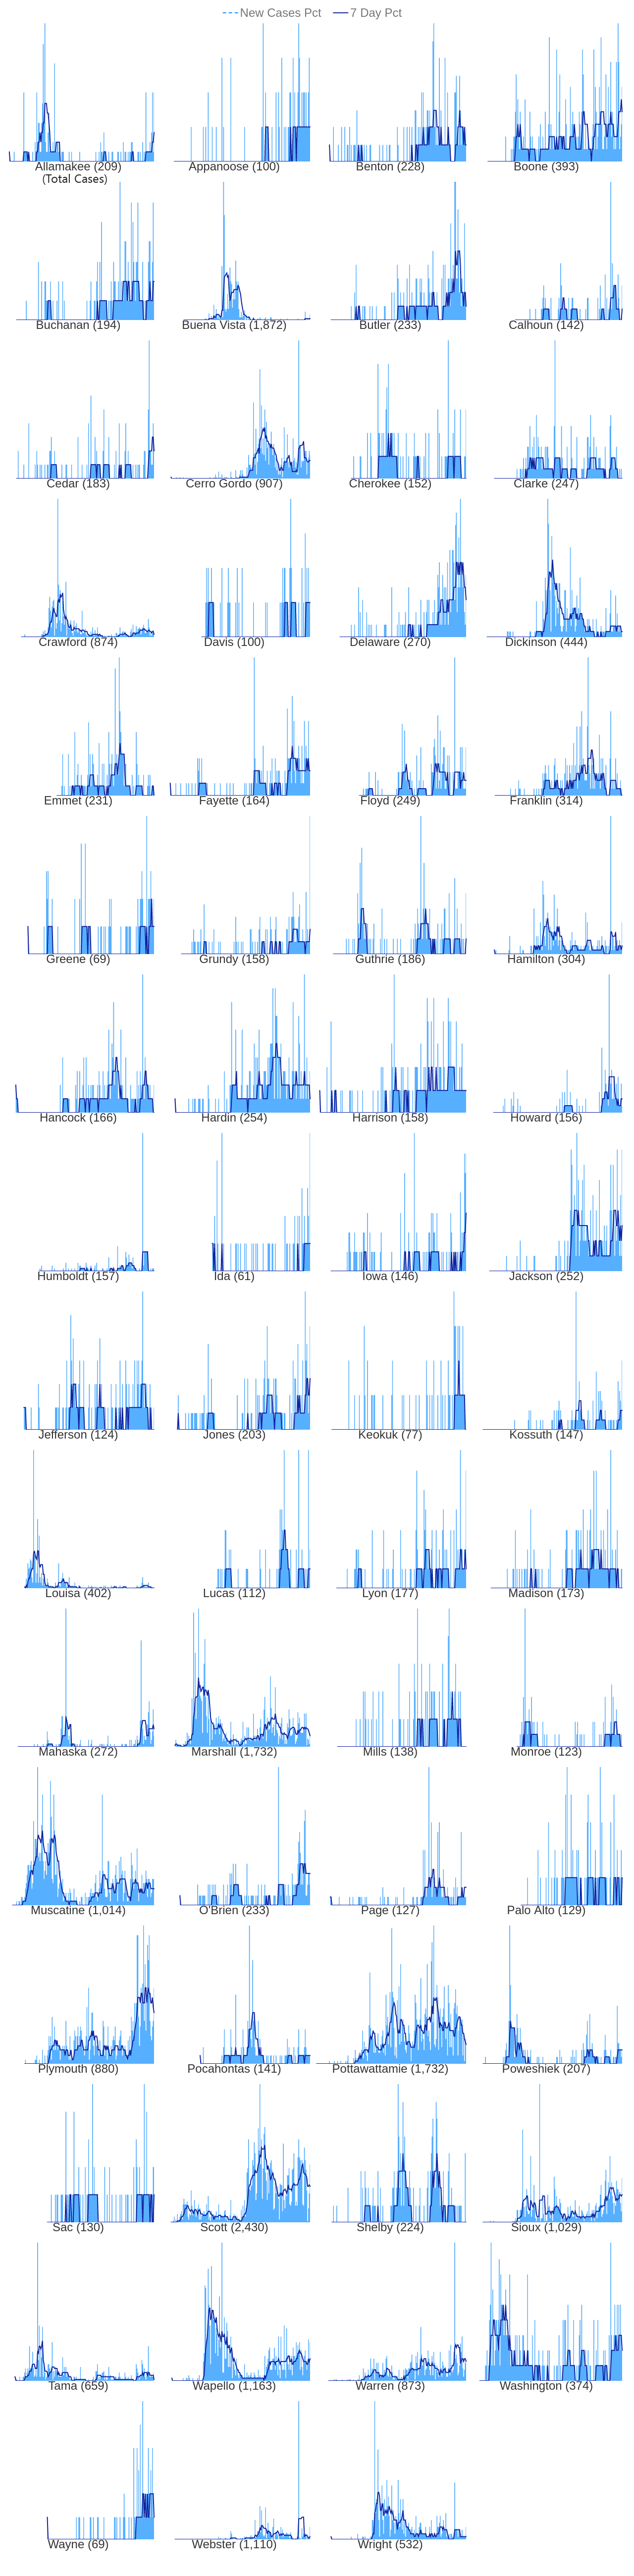 New Cases Pct 7 Day Pct
Allamakee (209) Appanoose (100) Benton (228) Boone (393)
(Total Cases)
Buchanan (194) Buena Vista (1,872) Butler (233) Calhoun (142)
Cedar (183) Cerro Gordo (907) Cherokee (152) Clarke (247)
Crawford (874) Davis (100) Delaware (270) Dickinson (444)
Emmet (231) Fayette (164) Floyd (249) Franklin (314)
Greene (69) Grundy (158) Guthrie (186) Hamilton (304)
Hancock (166) Hardin (254) Harrison (158) Howard (156)
Humboldt (157) Ida (61) Iowa (146) Jackson (252)
Jefferson (124) Jones (203) Keokuk (77) Kossuth (147)
Louisa (402) Lucas (112) Lyon (177) Madison (173)
Mahaska (272) Marshall (1,732) Mills (138) Monroe (123)
Muscatine (1,014) O'Brien (233) Page (127) Palo Alto (129)
Plymouth (880) Pocahontas (141) Pottawattamie (1,732) Poweshiek (207)
Sac (130) Scott (2,430) Shelby (224) Sioux (1,029)
Tama (659) Wapello (1,163) Warren (873) Washington (374)
Wayne (69) Webster (1,110) Wright (532)